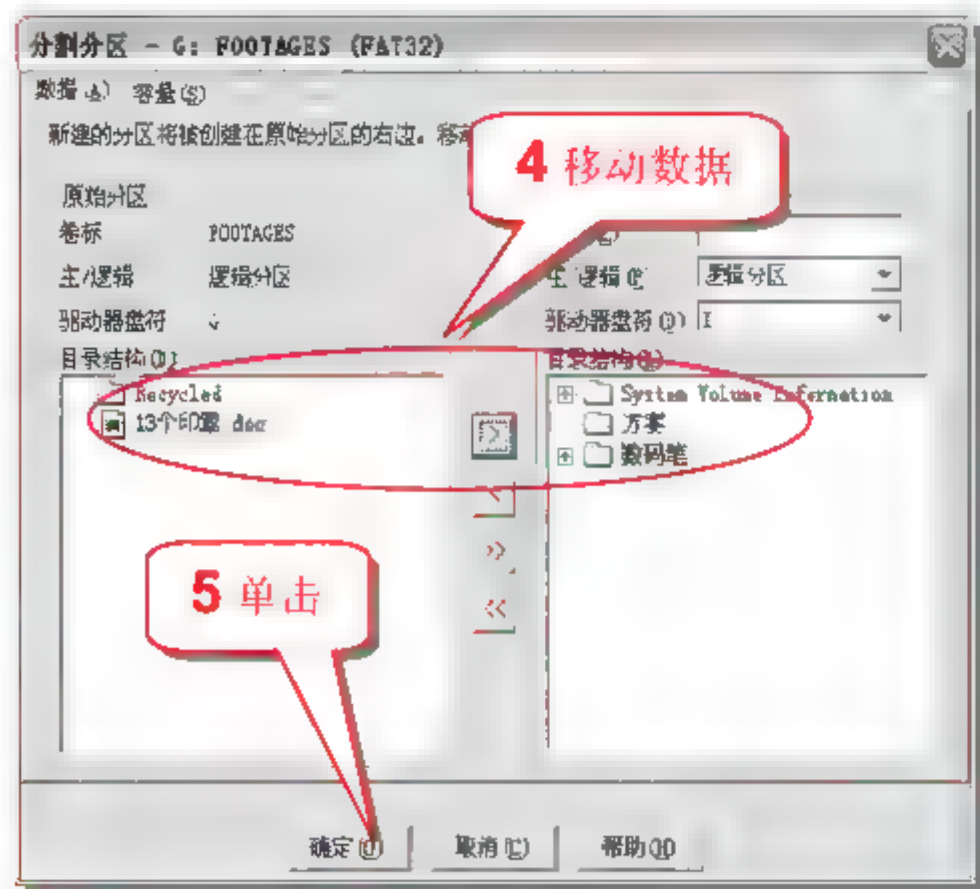 分割分区 - G: FOOTAGES (FAT32)
数据 容量(S)
新建的分区将被创建在原始分区的右边。移动
4 移动数据
原始分区
卷标 FOOTAGES
主/逻辑 逻辑分区 主/逻辑 逻辑分区
驱动器盘符 驱动器盘符(D) I
目录结构 目录结构
Recycled System Volume Information
13个印章 doc 方案
数码笔
>
<
>>
<<
5 单击
确定 取消(C) 帮助(H)